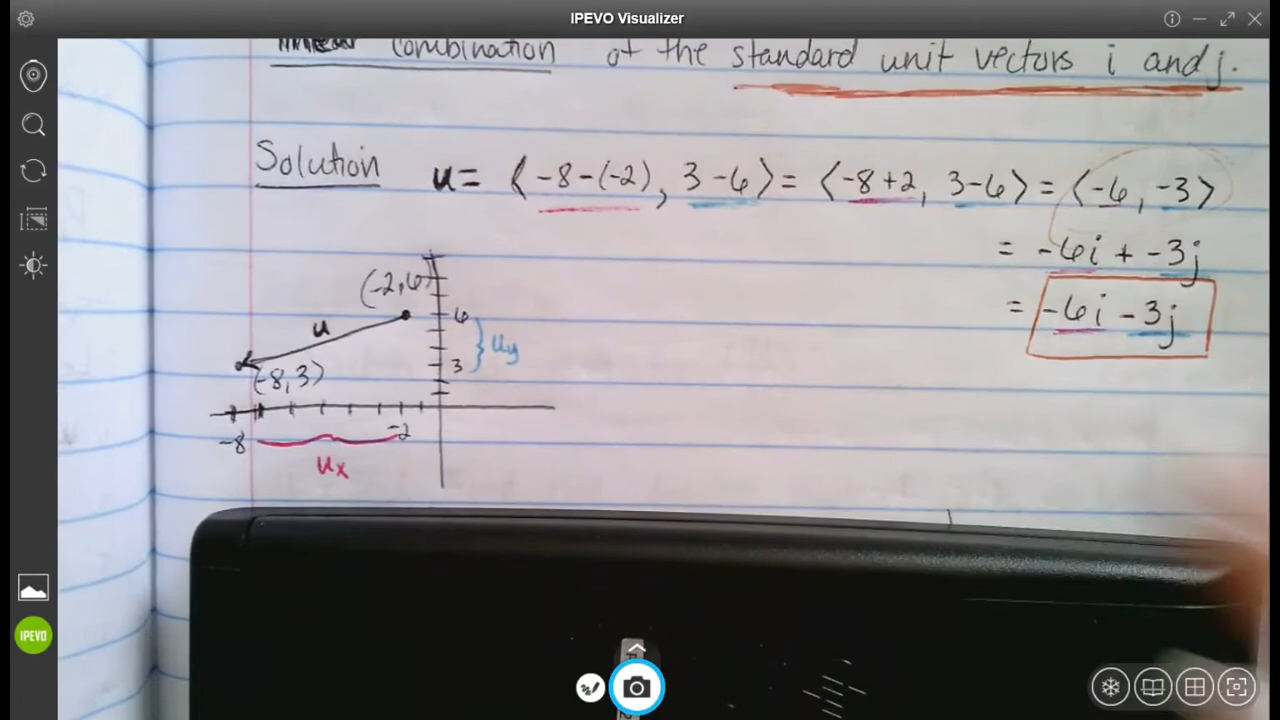 IPEVO Visualizer
linear combination of the standard unit vectors i and j.
Solution u = ⟨-8-(-2), 3-6⟩ = ⟨-8+2, 3-6⟩ = ⟨-6, -3⟩
= -6i + -3j
= -6i - 3j
(-2,6)
u
6
uy
3
(-8,3)
-8
-2
ux
IPEVO